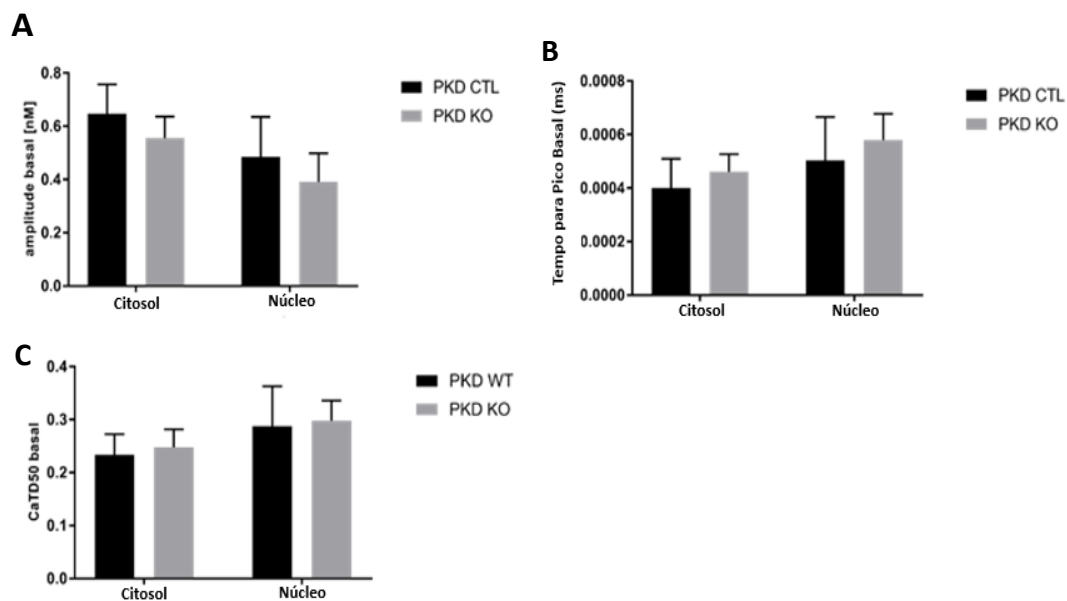 A
amplitude basal [nM]
0.8
0.6
0.4
0.2
0.0
Citosol
Núcleo
PKD CTL
PKD KO
B
Tempo para Pico Basal (ms)
0.0008
0.0006
0.0004
0.0002
0.0000
Citosol
Núcleo
PKD CTL
PKD KO
C
CaTD50 basal
0.4
0.3
0.2
0.1
0.0
Citosol
Núcleo
PKD WT
PKD KO